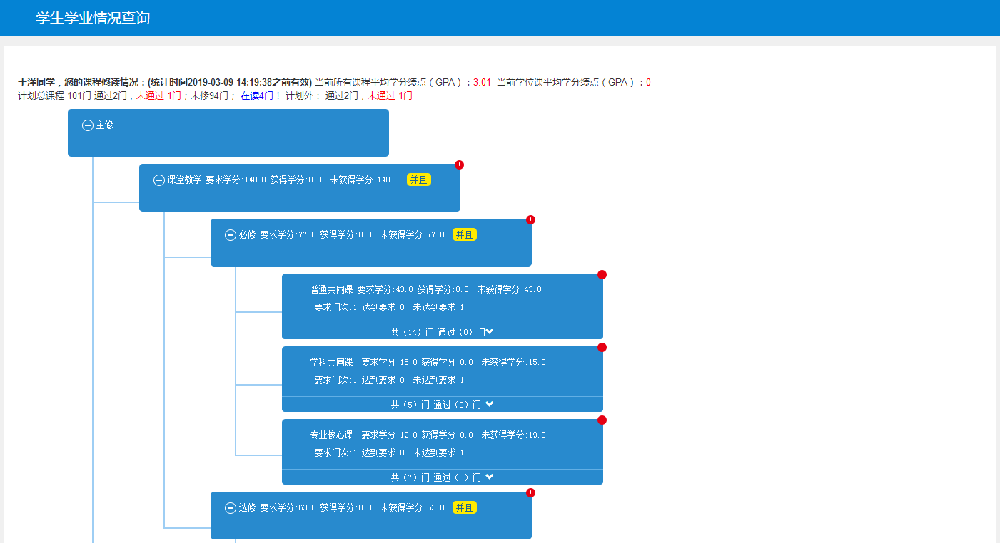 学生学业情况查询
于洋同学，您的课程修读情况：(统计时间2019-03-09 14:19:38之前有效) 当前所有课程平均学分绩点（GPA）：3.01 当前学位课平均学分绩点（GPA）：0
计划总课程 101门 通过2门，未通过 1门；未修94门； 在读4门！ 计划外： 通过2门，未通过 1门
主修
课堂教学 要求学分:140.0 获得学分:0.0 未获得学分:140.0 并且
!
必修 要求学分:77.0 获得学分:0.0 未获得学分:77.0 并且
!
普通共同课 要求学分:43.0 获得学分:0.0 未获得学分:43.0
!
要求门次:1 达到要求:0 未达到要求:1
共（14）门 通过（0）门
学科共同课 要求学分:15.0 获得学分:0.0 未获得学分:15.0
!
要求门次:1 达到要求:0 未达到要求:1
共（5）门 通过（0）门
专业核心课 要求学分:19.0 获得学分:0.0 未获得学分:19.0
!
要求门次:1 达到要求:0 未达到要求:1
共（7）门 通过（0）门
选修 要求学分:63.0 获得学分:0.0 未获得学分:63.0 并且
!